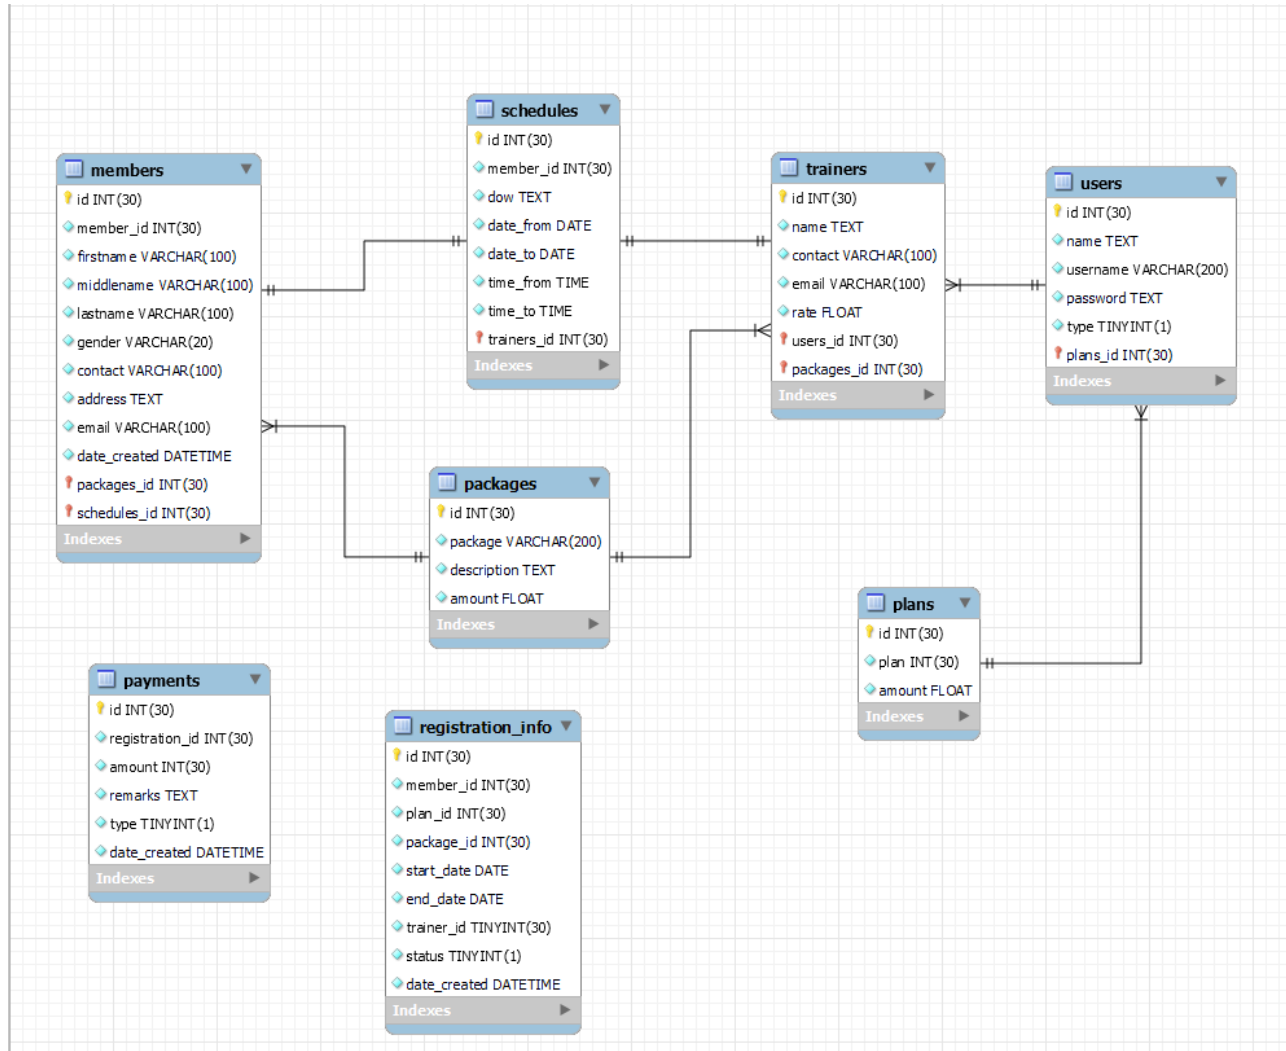 schedules
id INT(30)
member_id INT(30)
dow TEXT
date_from DATE
date_to DATE
time_from TIME
time_to TIME
trainers_id INT(30)
Indexes
members
id INT(30)
member_id INT(30)
firstname VARCHAR(100)
middlename VARCHAR(100)
lastname VARCHAR(100)
gender VARCHAR(20)
contact VARCHAR(100)
address TEXT
email VARCHAR(100)
date_created DATETIME
packages_id INT(30)
schedules_id INT(30)
Indexes
trainers
id INT(30)
name TEXT
contact VARCHAR(100)
email VARCHAR(100)
rate FLOAT
users_id INT(30)
packages_id INT(30)
Indexes
users
id INT(30)
name TEXT
username VARCHAR(200)
password TEXT
type TINYINT(1)
plans_id INT(30)
Indexes
packages
id INT(30)
package VARCHAR(200)
description TEXT
amount FLOAT
Indexes
plans
id INT(30)
plan INT(30)
amount FLOAT
Indexes
payments
id INT(30)
registration_id INT(30)
amount INT(30)
remarks TEXT
type TINYINT(1)
date_created DATETIME
Indexes
registration_info
id INT(30)
member_id INT(30)
plan_id INT(30)
package_id INT(30)
start_date DATE
end_date DATE
trainer_id TINYINT(30)
status TINYINT(1)
date_created DATETIME
Indexes